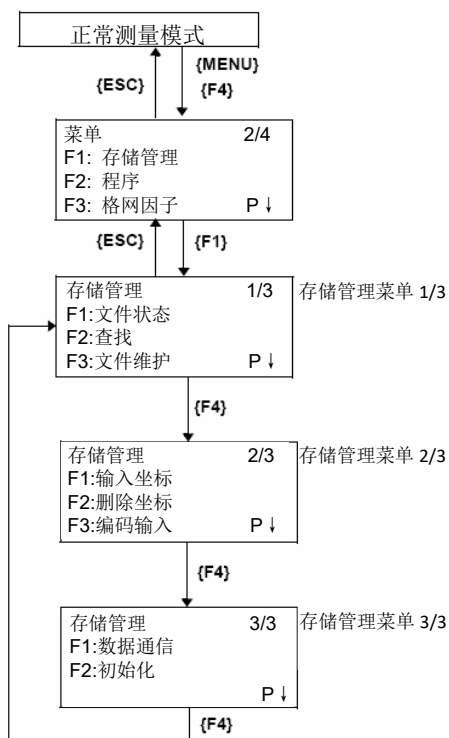 正常测量模式
{ESC} {MENU}
{F4}
菜单 2/4
F1: 存储管理
F2: 程序
F3: 格网因子 P↓
{ESC} {F1}
存储管理 1/3 存储管理菜单 1/3
F1:文件状态
F2:查找
F3:文件维护 P↓
{F4}
存储管理 2/3 存储管理菜单 2/3
F1:输入坐标
F2:删除坐标
F3:编码输入 P↓
{F4}
存储管理 3/3 存储管理菜单 3/3
F1:数据通信
F2:初始化
P↓
{F4}